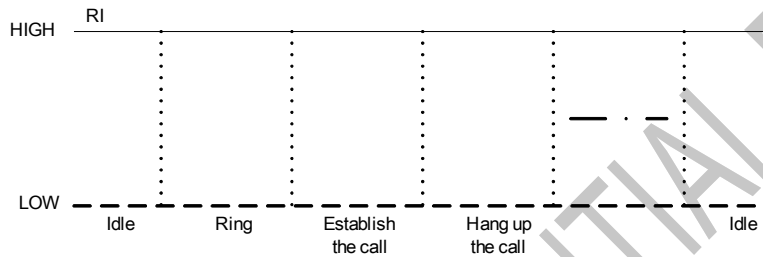 RI
HIGH
LOW
Idle Ring Establish Hang up Idle
the call the call